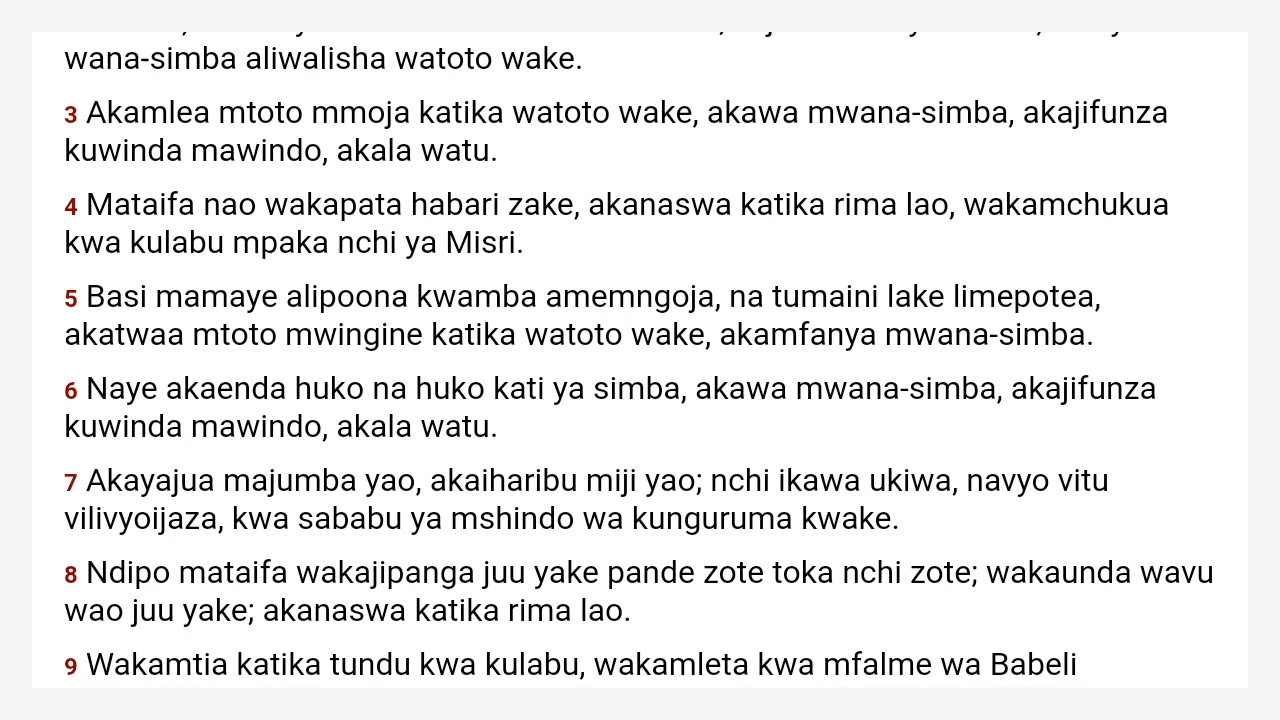 wana-simba aliwalisha watoto wake.
3 Akamlea mtoto mmoja katika watoto wake, akawa mwana-simba, akajifunza
kuwinda mawindo, akala watu.
4 Mataifa nao wakapata habari zake, akanaswa katika rima lao, wakamchukua
kwa kulabu mpaka nchi ya Misri.
5 Basi mamaye alipoona kwamba amemngoja, na tumaini lake limepotea,
akatwaa mtoto mwingine katika watoto wake, akamfanya mwana-simba.
6 Naye akaenda huko na huko kati ya simba, akawa mwana-simba, akajifunza
kuwinda mawindo, akala watu.
7 Akayajua majumba yao, akaiharibu miji yao; nchi ikawa ukiwa, navyo vitu
vilivyoijaza, kwa sababu ya mshindo wa kunguruma kwake.
8 Ndipo mataifa wakajipanga juu yake pande zote toka nchi zote; wakaunda wavu
wao juu yake; akanaswa katika rima lao.
9 Wakamtia katika tundu kwa kulabu, wakamleta kwa mfalme wa Babeli